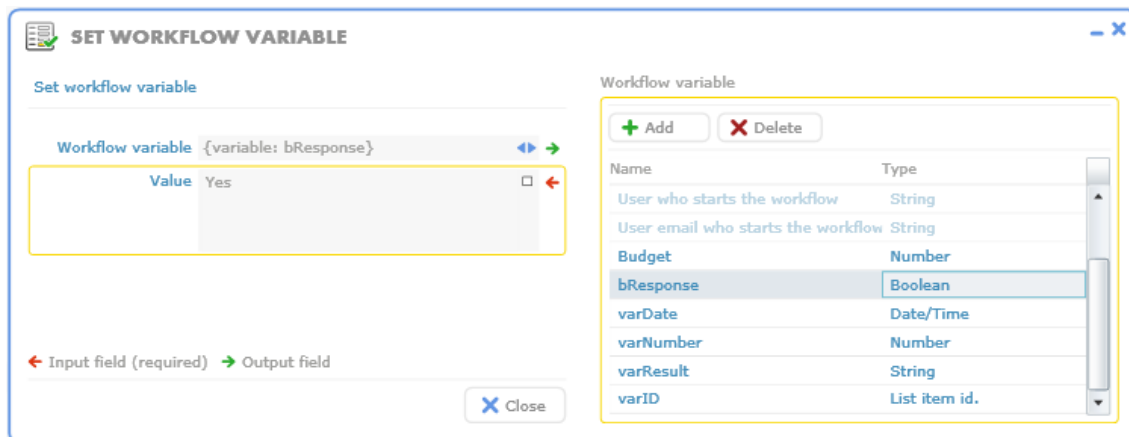 SET WORKFLOW VARIABLE
Set workflow variable
Workflow variable {variable: bResponse}
Value Yes
Input field (required) Output field
Close
Workflow variable
Add Delete
Name Type
User who starts the workflow String
User email who starts the workflow String
Budget Number
bResponse Boolean
varDate Date/Time
varNumber Number
varResult String
varID List item id.